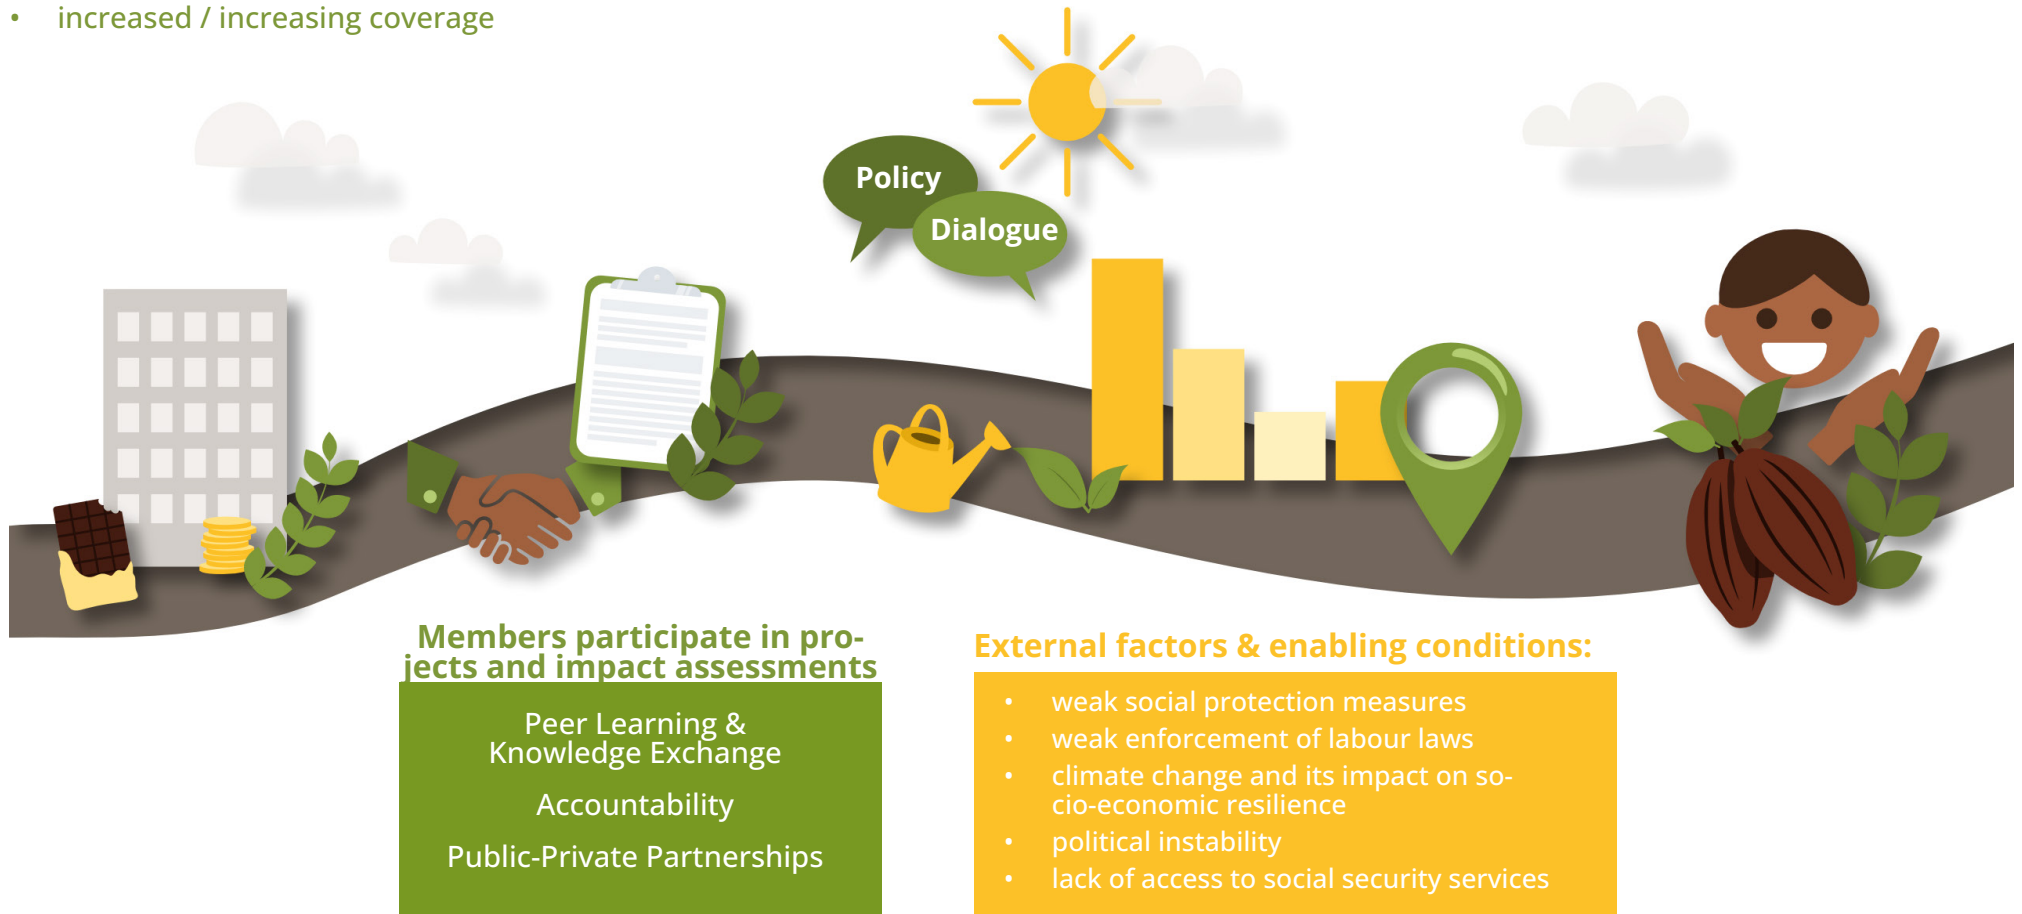 • increased / increasing coverage
Policy
Dialogue
Members participate in pro-
jects and impact assessments
Peer Learning &
Knowledge Exchange
Accountability
Public-Private Partnerships
External factors & enabling conditions:
• weak social protection measures
• weak enforcement of labour laws
• climate change and its impact on so-
cio-economic resilience
• political instability
• lack of access to social security services